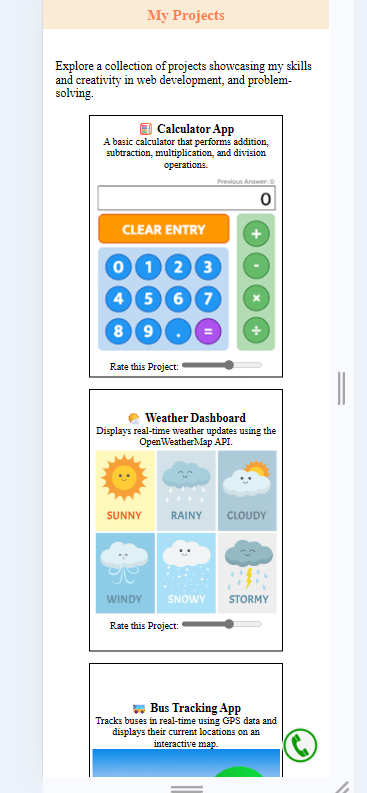 My Projects
Explore a collection of projects showcasing my skills
and creativity in web development, and problem-
solving.
Calculator App
A basic calculator that performs addition,
subtraction, multiplication, and division
operations.
Previous Answer: 0
0
CLEAR ENTRY
+
0 1 2 3
-
4 5 6 7
×
8 9 . =
÷
Rate this Project:
Weather Dashboard
Displays real-time weather updates using the
OpenWeatherMap API.
SUNNY RAINY CLOUDY
WINDY SNOWY STORMY
Rate this Project:
Bus Tracking App
Tracks buses in real-time using GPS data and
displays their current locations on an
interactive map.